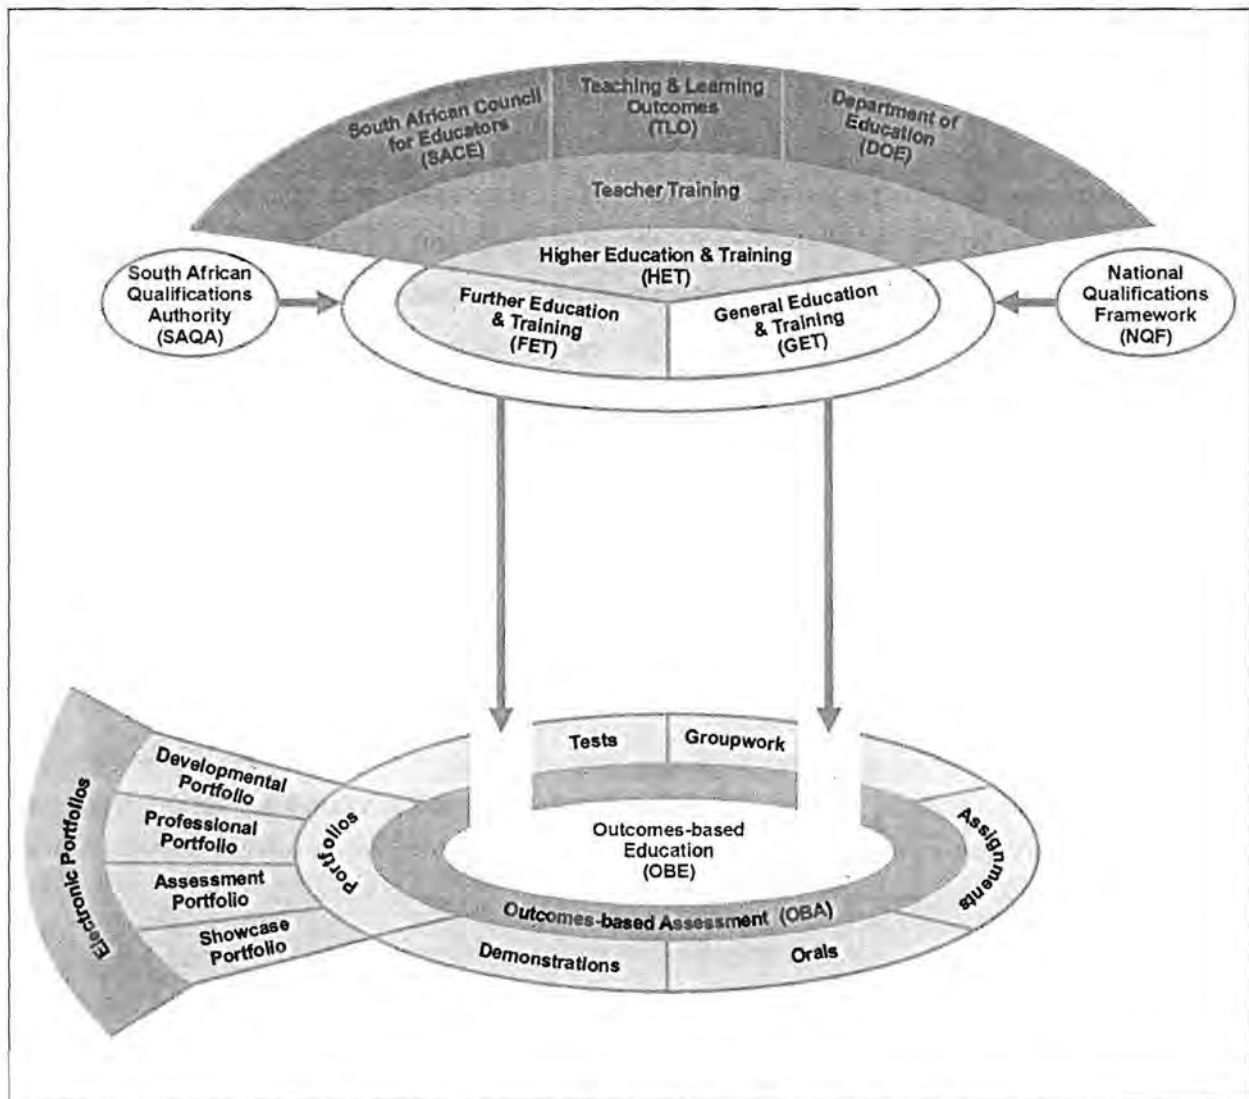 South African Council
for Educators
(SACE)
Teaching & Learning
Outcomes
(TLO)
Department of
Education
(DOE)
Teacher Training
Higher Education & Training
(HET)
South African
Qualifications
Authority
(SAQA)
Further Education
& Training
(FET)
General Education
& Training
(GET)
National
Qualifications
Framework
(NQF)
Tests
Groupwork
Developmental
Portfolio
Professional
Portfolio
Assessment
Portfolio
Showcase
Portfolio
Electronic Portfolios
Portfolios
Outcomes-based
Education
(OBE)
Assignments
Outcomes-based Assessment (OBA)
Demonstrations
Orals